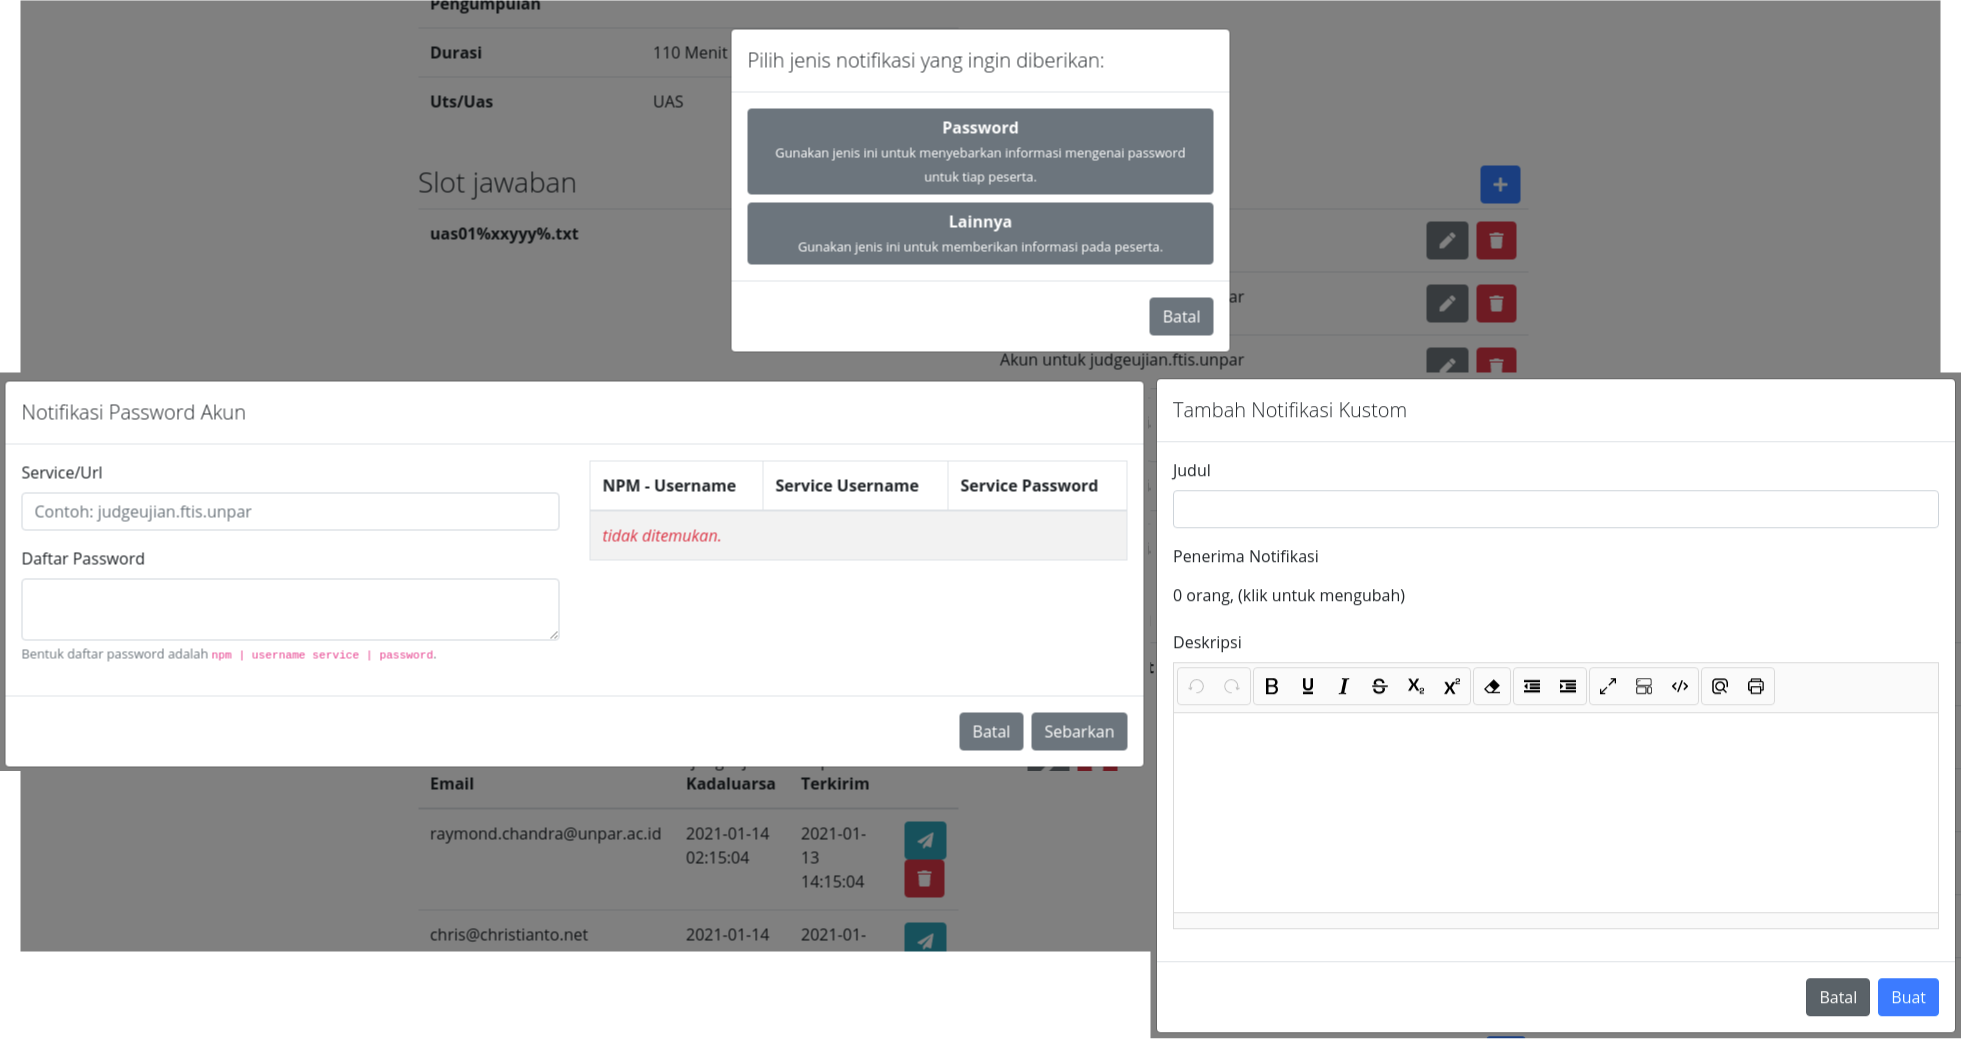 Pengumpulan
Durasi 110 Menit
Uts/Uas UAS
Slot jawaban
uas01%xxyyy%.txt
Pilih jenis notifikasi yang ingin diberikan:
Password
Gunakan jenis ini untuk menyebarkan informasi mengenai password
untuk tiap peserta.
Lainnya
Gunakan jenis ini untuk memberikan informasi pada peserta.
Batal
ar
Akun untuk judgeujian.ftis.unpar
Notifikasi Password Akun
Service/Url
Contoh: judgeujian.ftis.unpar
Daftar Password
Bentuk daftar password adalah npm | username service | password.
NPM - Username Service Username Service Password
tidak ditemukan.
Batal Sebarkan
Tambah Notifikasi Kustom
Judul
Penerima Notifikasi
0 orang, (klik untuk mengubah)
Deskripsi
B U I S X₂ X²
Batal Buat
Email Kadaluarsa Terkirim
raymond.chandra@unpar.ac.id 2021-01-14 2021-01-
02:15:04 13
14:15:04
chris@christianto.net 2021-01-14 2021-01-